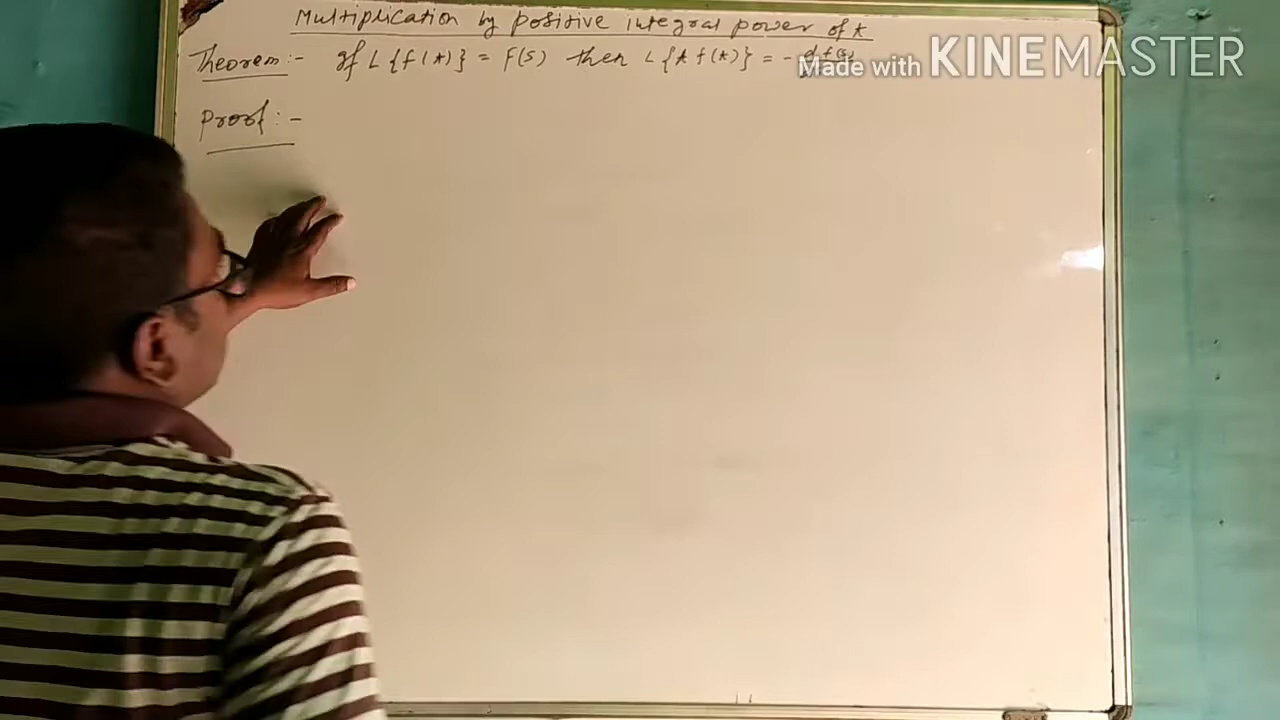 Multiplication by positive integral power of t
Theorem:- If L{f(t)} = F(s) then L{t f(t)} = -
Made with KINEMASTER
Proof:-